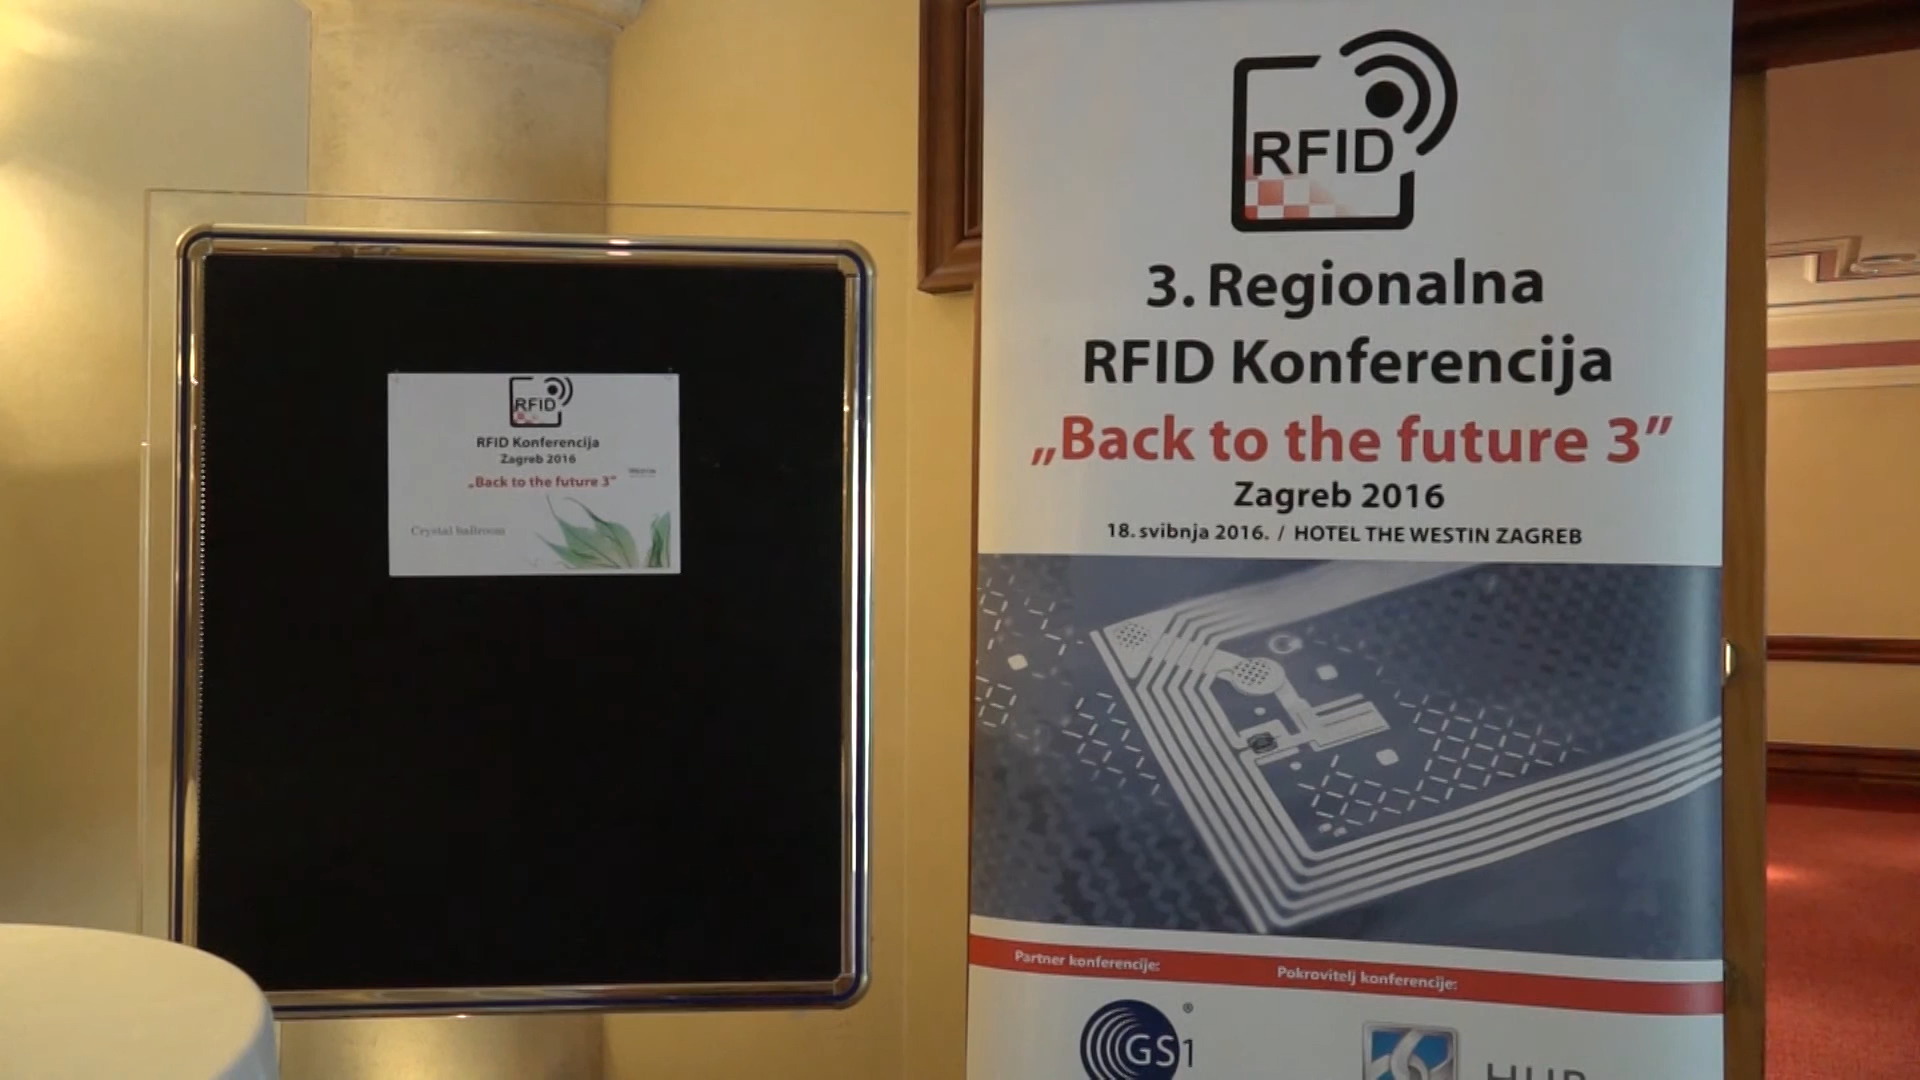 RFID
RFID Konferencija
Zagreb 2016
„Back to the future 3”
WESTIN
Crystal ballroom
RFID
3. Regionalna
RFID Konferencija
„Back to the future 3”
Zagreb 2016
18. svibnja 2016. / HOTEL THE WESTIN ZAGREB
Partner konferencije:
Pokrovitelj konferencije:
GS1
®